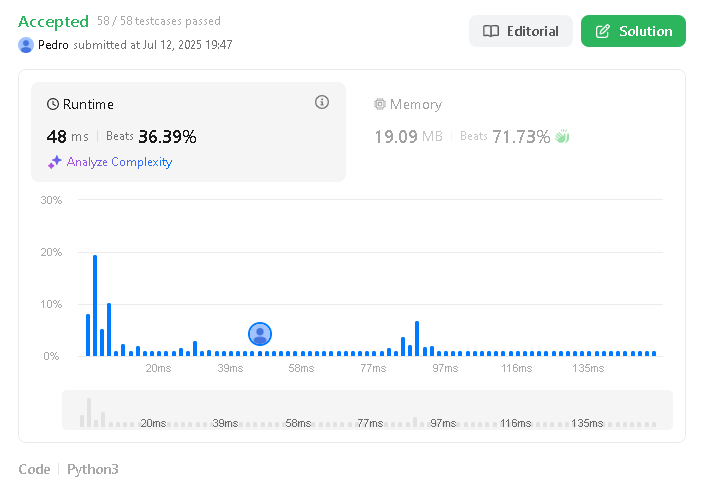 Accepted 58 / 58 testcases passed
Pedro submitted at Jul 12, 2025 19:47
Editorial
Solution
Runtime
48 ms | Beats 36.39%
Analyze Complexity
Memory
19.09 MB | Beats 71.73%
30%
20%
10%
0%
20ms 39ms 58ms 77ms 97ms 116ms 135ms
20ms 39ms 58ms 77ms 97ms 116ms 135ms
Code | Python3